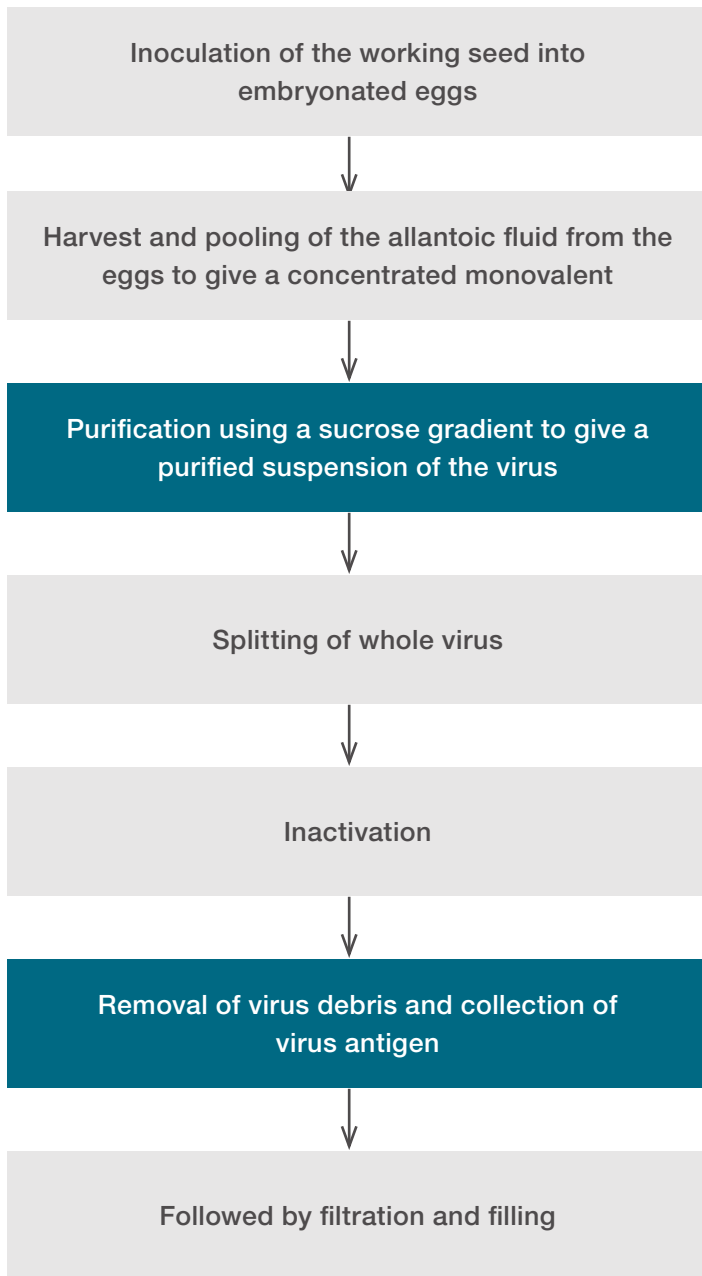 Inoculation of the working seed into
embryonated eggs
Harvest and pooling of the allantoic fluid from the
eggs to give a concentrated monovalent
Purification using a sucrose gradient to give a
purified suspension of the virus
Splitting of whole virus
Inactivation
Removal of virus debris and collection of
virus antigen
Followed by filtration and filling